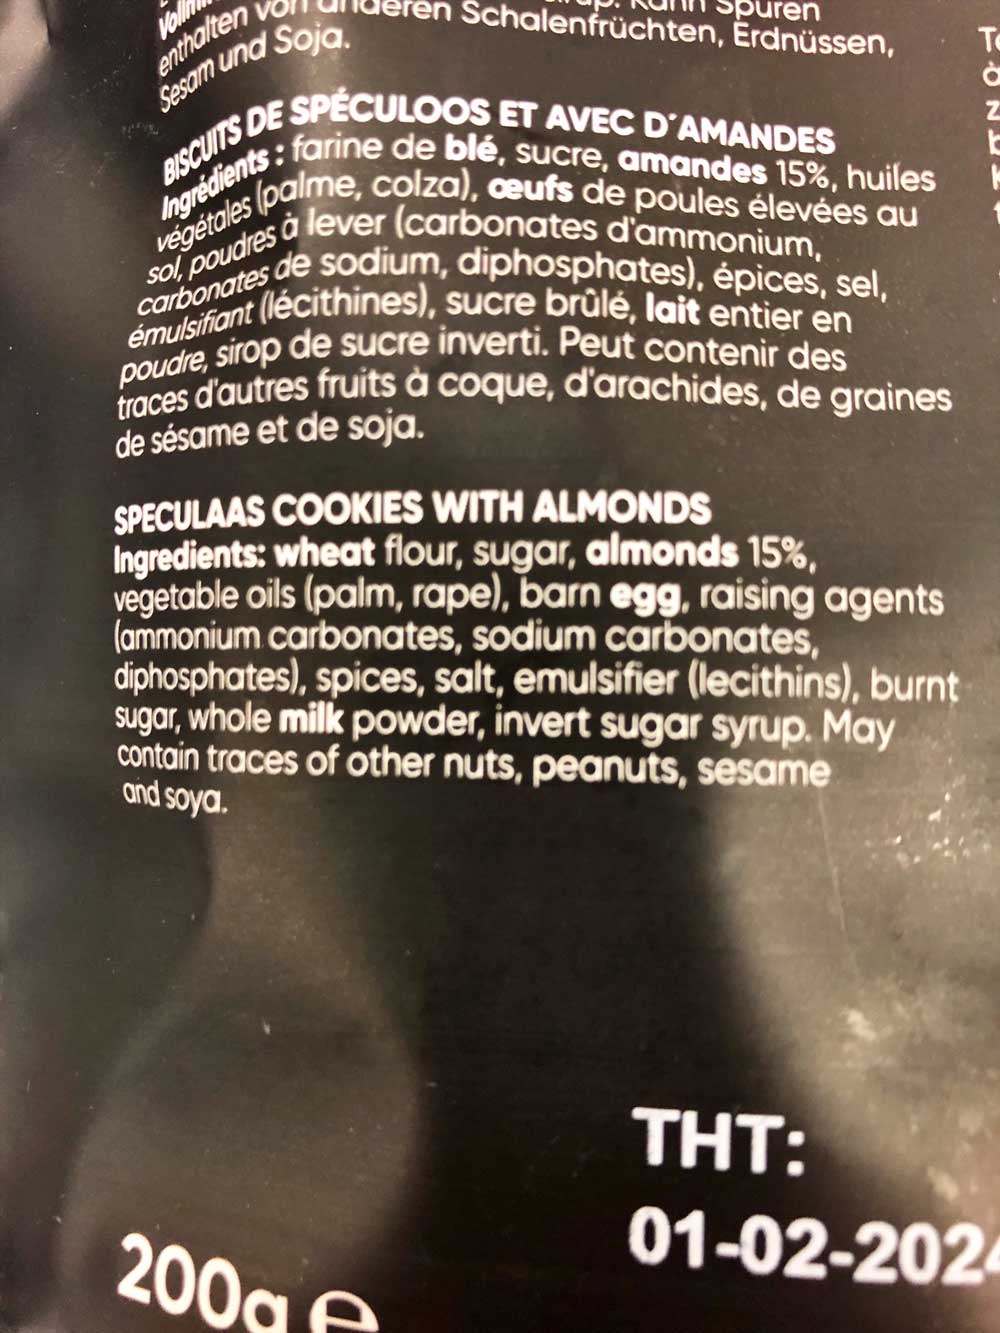 enthalten von anderen Schalenfrüchten, Erdnüssen,
Sesam und Soja.
BISCUITS DE SPÉCULOOS ET AVEC D´AMANDES
Ingrédients : farine de blé, sucre, amandes 15%, huiles
végétales (palme, colza), œufs de poules élevées au
sol, poudres à lever (carbonates d'ammonium,
carbonates de sodium, diphosphates), épices, sel,
émulsifiant (lécithines), sucre brûlé, lait entier en
poudre, sirop de sucre inverti. Peut contenir des
traces d'autres fruits à coque, d'arachides, de graines
de sésame et de soja.
SPECULAAS COOKIES WITH ALMONDS
Ingredients: wheat flour, sugar, almonds 15%,
vegetable oils (palm, rape), barn egg, raising agents
(ammonium carbonates, sodium carbonates,
diphosphates), spices, salt, emulsifier (lecithins), burnt
sugar, whole milk powder, invert sugar syrup. May
contain traces of other nuts, peanuts, sesame
and soya.
THT:
01-02-2024
200g e